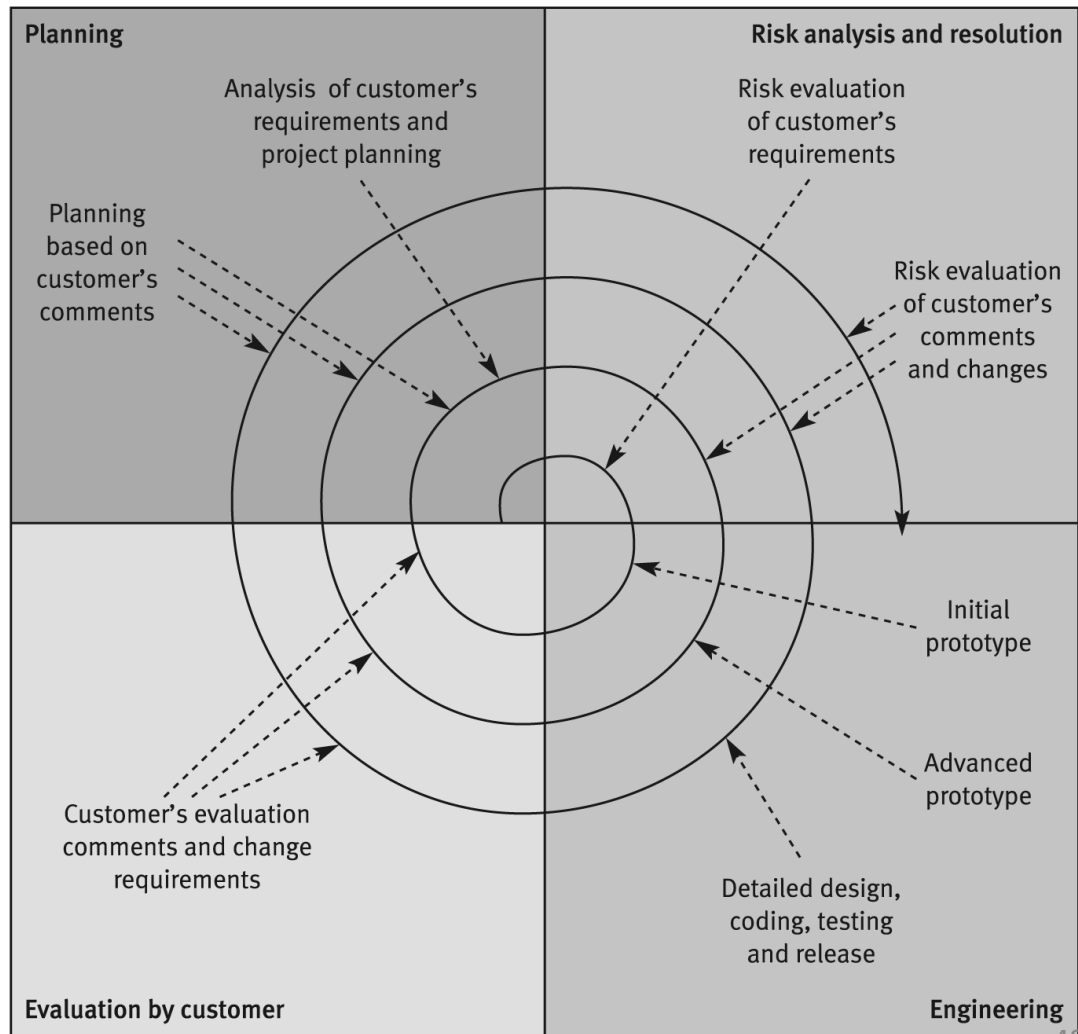 Planning
Risk analysis and resolution
Analysis of customer's
requirements and
project planning
Risk evaluation
of customer's
requirements
Planning
based on
customer's
comments
Risk evaluation
of customer's
comments
and changes
Initial
prototype
Advanced
prototype
Customer's evaluation
comments and change
requirements
Detailed design,
coding, testing
and release
Evaluation by customer
Engineering